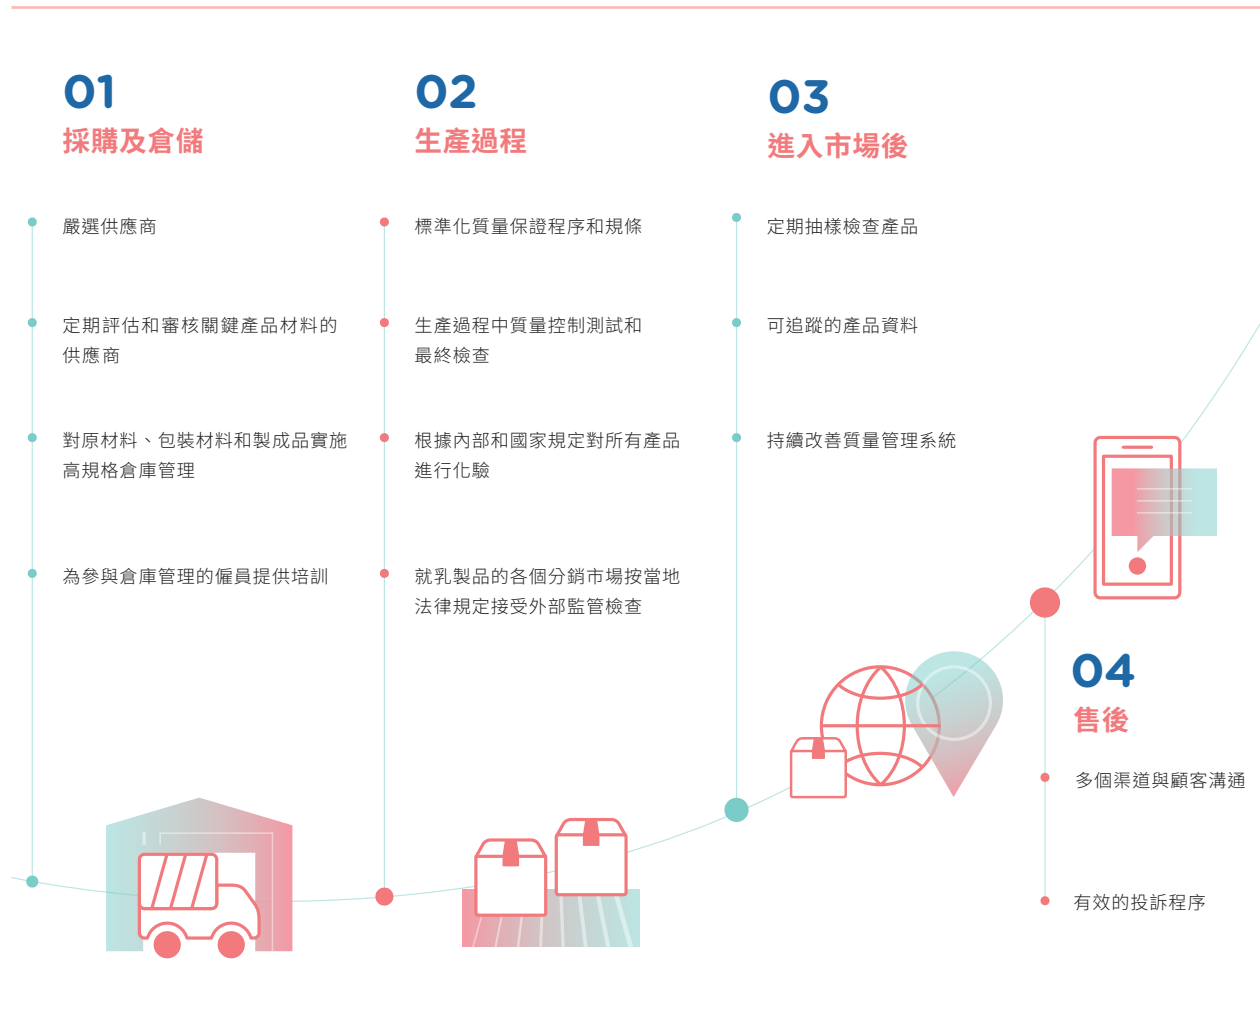 01
採購及倉儲
嚴選供應商
定期評估和審核關鍵產品材料的
供應商
對原材料、包裝材料和製成品實施
高規格倉庫管理
為參與倉庫管理的僱員提供培訓
02
生產過程
標準化質量保證程序和規條
生產過程中質量控制測試和
最終檢查
根據內部和國家規定對所有產品
進行化驗
就乳製品的各個分銷市場按當地
法律規定接受外部監管檢查
03
進入市場後
定期抽樣檢查產品
可追蹤的產品資料
持續改善質量管理系統
04
售後
多個渠道與顧客溝通
有效的投訴程序